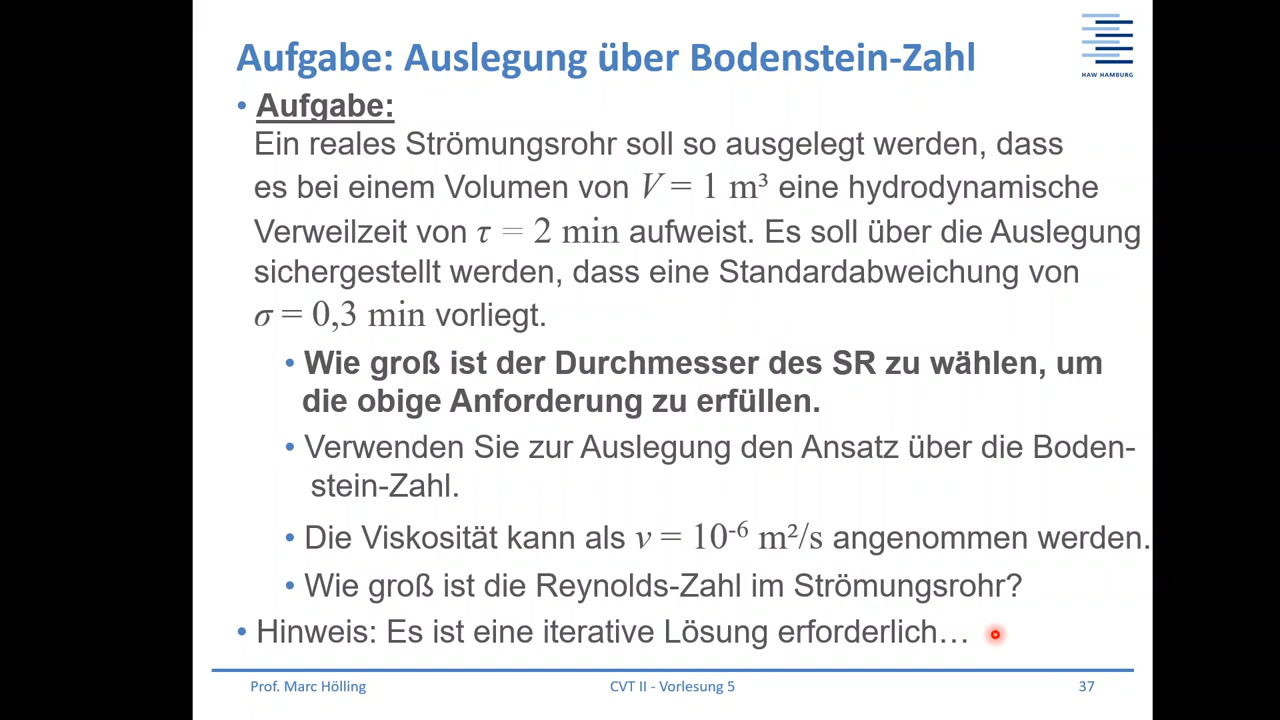 Aufgabe: Auslegung über Bodenstein-Zahl
HAW HAMBURG
• Aufgabe:
Ein reales Strömungsrohr soll so ausgelegt werden, dass
es bei einem Volumen von V = 1 m³ eine hydrodynamische
Verweilzeit von τ = 2 min aufweist. Es soll über die Auslegung
sichergestellt werden, dass eine Standardabweichung von
σ = 0,3 min vorliegt.
• Wie groß ist der Durchmesser des SR zu wählen, um
die obige Anforderung zu erfüllen.
• Verwenden Sie zur Auslegung den Ansatz über die Boden-
stein-Zahl.
• Die Viskosität kann als ν = 10⁻⁶ m²/s angenommen werden.
• Wie groß ist die Reynolds-Zahl im Strömungsrohr?
• Hinweis: Es ist eine iterative Lösung erforderlich…
Prof. Marc Hölling CVT II - Vorlesung 5 37